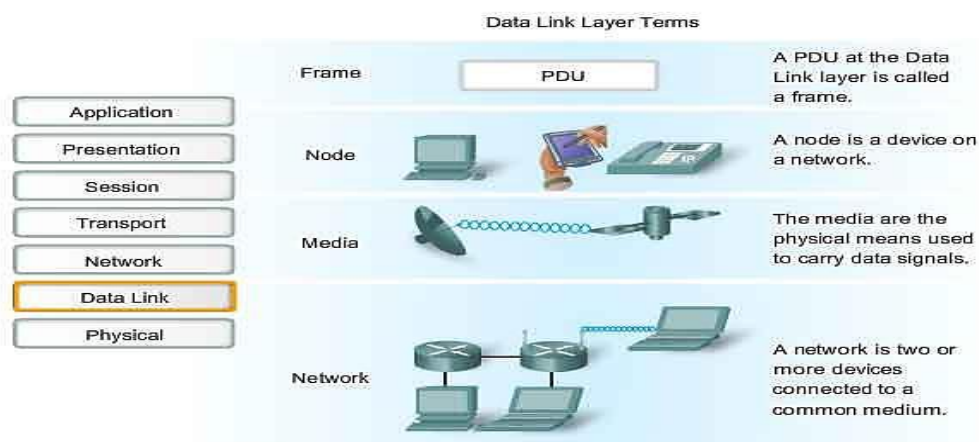 Data Link Layer Terms
Application
Presentation
Session
Transport
Network
Data Link
Physical
Frame
PDU
A PDU at the Data
Link layer is called
a frame.
Node
A node is a device on
a network.
Media
The media are the
physical means used
to carry data signals.
Network
A network is two or
more devices
connected to a
common medium.